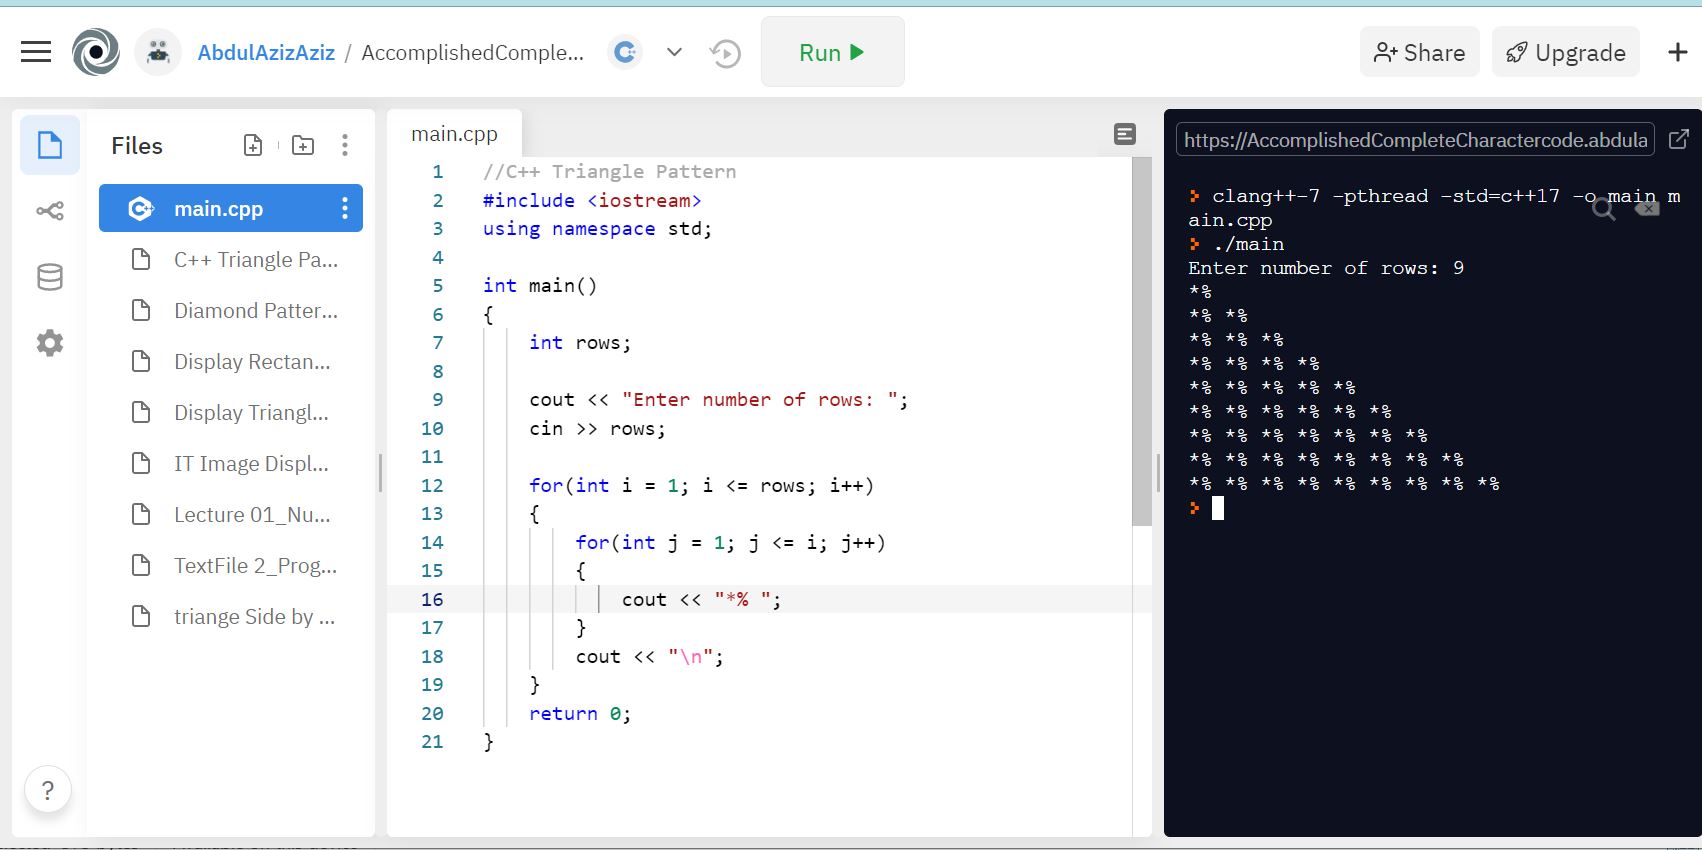 AbdulAzizAziz / AccomplishedComple...
Run
Share
Upgrade
Files
main.cpp
C++ Triangle Pa...
Diamond Patter...
Display Rectan...
Display Triangl...
IT Image Displ...
Lecture 01_Nu...
TextFile 2_Prog...
triange Side by ...
?
main.cpp
1 //C++ Triangle Pattern
2 #include <iostream>
3 using namespace std;
4
5 int main()
6 {
7 int rows;
8
9 cout << "Enter number of rows: ";
10 cin >> rows;
11
12 for(int i = 1; i <= rows; i++)
13 {
14 for(int j = 1; j <= i; j++)
15 {
16 cout << "*% ";
17 }
18 cout << "\n";
19 }
20 return 0;
21 }
https://AccomplishedCompleteCharactercode.abdula
clang++-7 -pthread -std=c++17 -o main m
ain.cpp
./main
Enter number of rows: 9
*%
*% *%
*% *% *%
*% *% *% *%
*% *% *% *% *%
*% *% *% *% *% *%
*% *% *% *% *% *% *%
*% *% *% *% *% *% *% *%
*% *% *% *% *% *% *% *% *%